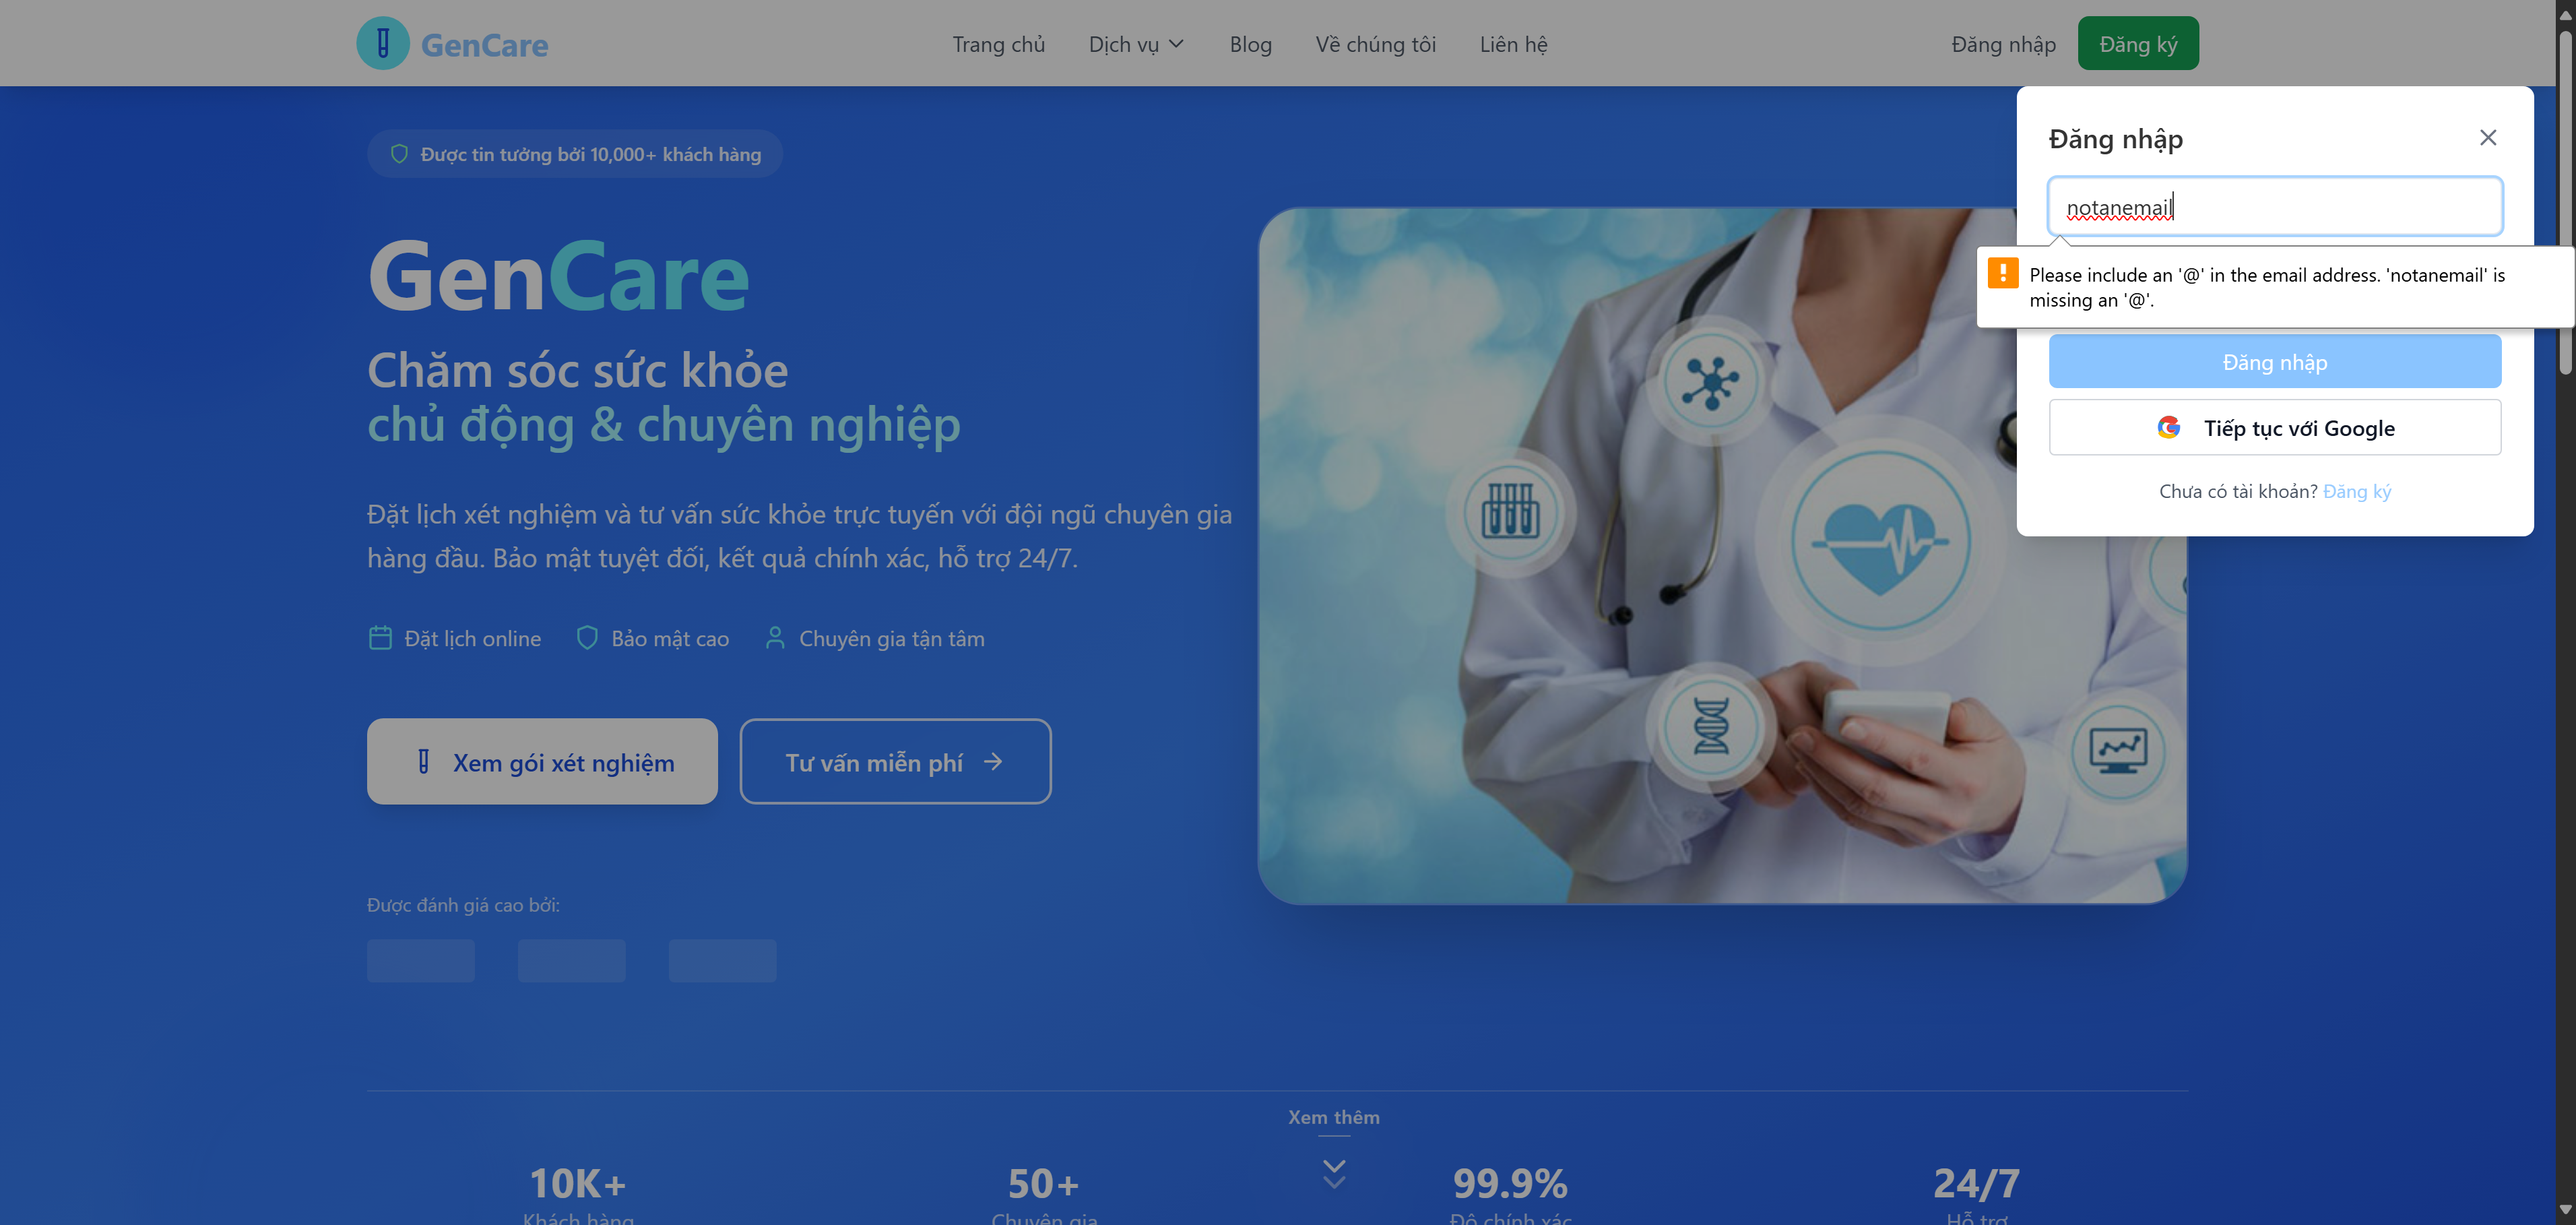 GenCare
Trang chủ
Dịch vụ
Blog
Về chúng tôi
Liên hệ
Đăng nhập
Đăng ký
Được tin tưởng bởi 10,000+ khách hàng
GenCare
Chăm sóc sức khỏe
chủ động & chuyên nghiệp
Đặt lịch xét nghiệm và tư vấn sức khỏe trực tuyến với đội ngũ chuyên gia
hàng đầu. Bảo mật tuyệt đối, kết quả chính xác, hỗ trợ 24/7.
Đặt lịch online
Bảo mật cao
Chuyên gia tận tâm
Xem gói xét nghiệm
Tư vấn miễn phí
Được đánh giá cao bởi:
Đăng nhập
notanemail
Please include an '@' in the email address. 'notanemail' is
missing an '@'.
Đăng nhập
Tiếp tục với Google
Chưa có tài khoản? Đăng ký
Xem thêm
10K+
50+
99.9%
24/7
Khách hàng
Chuyên gia
Độ chính xác
Hỗ trợ